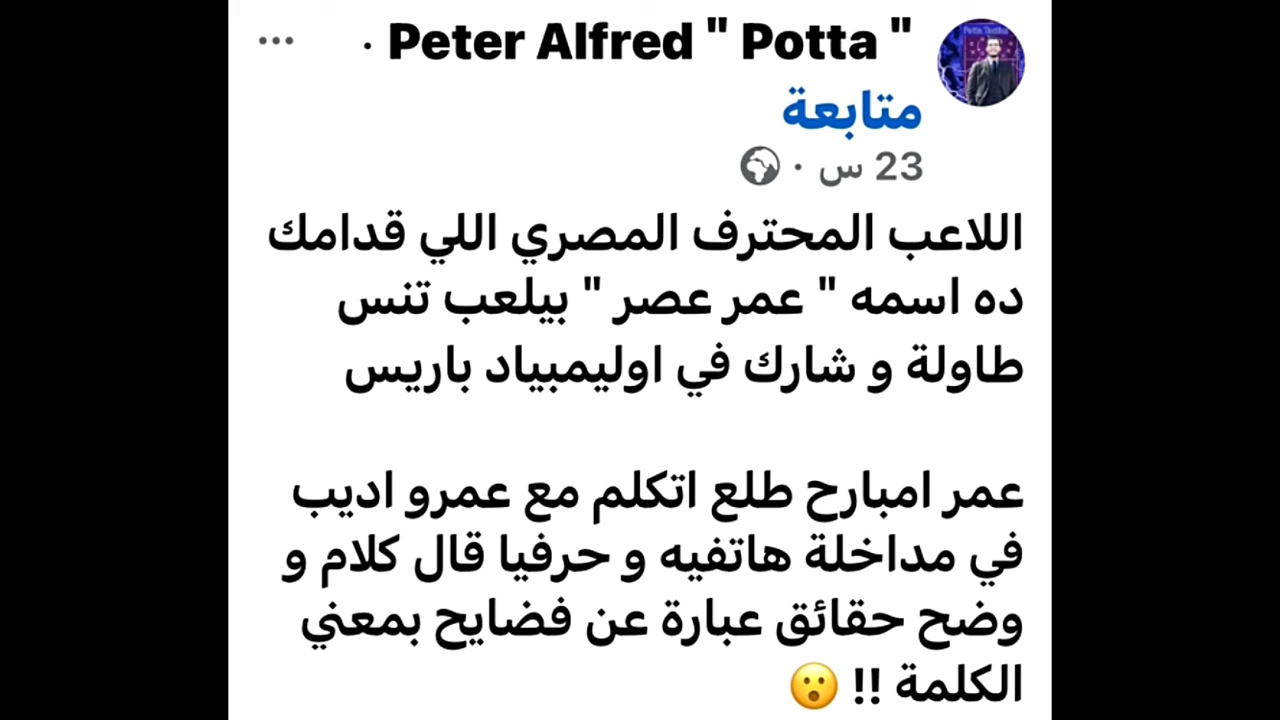 Peter Alfred " Potta " ·
متابعة
23 س ·
اللاعب المحترف المصري اللي قدامك
ده اسمه " عمر عصر " بيلعب تنس
طاولة و شارك في اوليمبياد باريس
عمر امبارح طلع اتكلم مع عمرو اديب
في مداخلة هاتفيه و حرفيا قال كلام و
وضح حقائق عبارة عن فضايح بمعني
الكلمة !! 😮